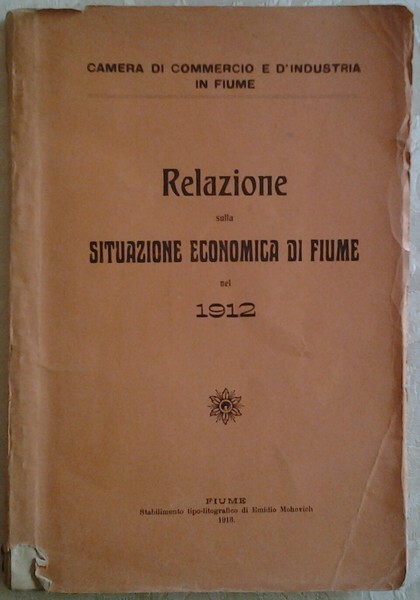 CAMERA DI COMMERCIO E D'INDUSTRIA
IN FIUME
Relazione
sulla
SITUAZIONE ECONOMICA DI FIUME
nel
1912
FIUME
Stabilimento tipo-litografico di Emidio Mohovich
1913.